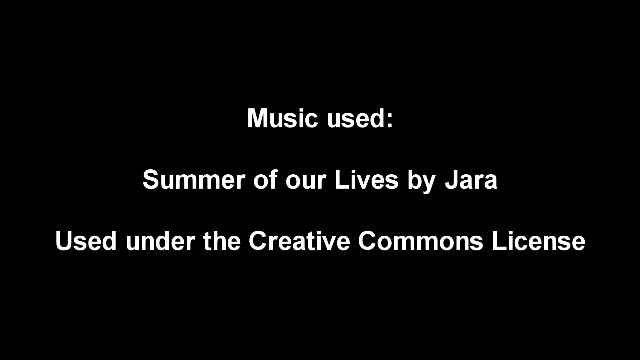 Music used:
Summer of our Lives by Jara
Used under the Creative Commons License